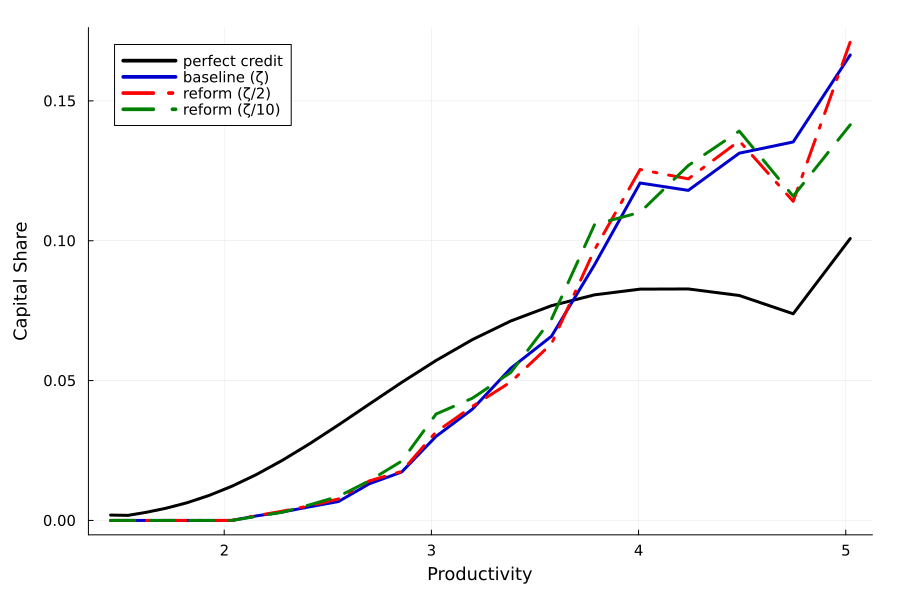 perfect credit
baseline (ζ)
reform (ζ/2)
reform (ζ/10)
0.15
0.10
0.05
0.00
Capital Share
2 3 4 5
Productivity